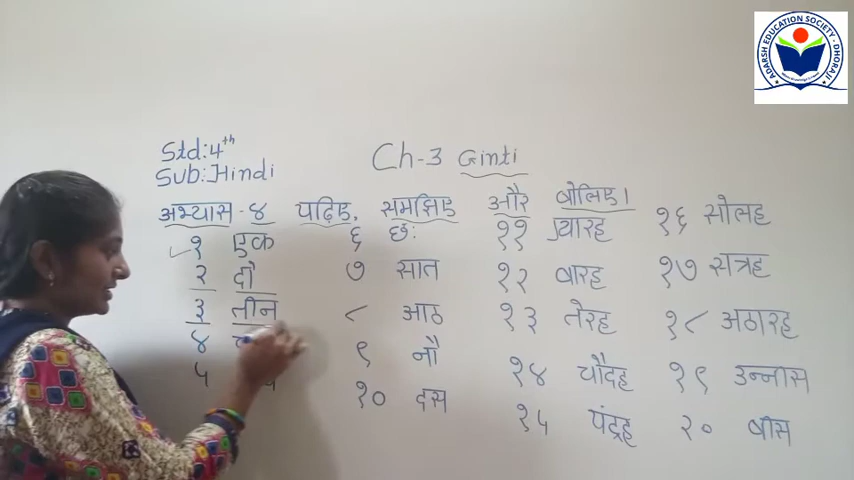 ADARSH EDUCATION SOCIETY - DHORAJI
Std:4th
Sub:Hindi
Ch-3 Ginti
अभ्यास-४ पढ़िए, समझिए और बोलिए।
१ एक
२ दो
३ तीन
४
५
६ छः
७ सात
८ आठ
९ नौ
१० दस
११ ग्यारह
१२ बारह
१३ तेरह
१४ चौदह
१५ पंद्रह
१६ सोलह
१७ सत्रह
१८ अठारह
१९ उन्नीस
२० बीस